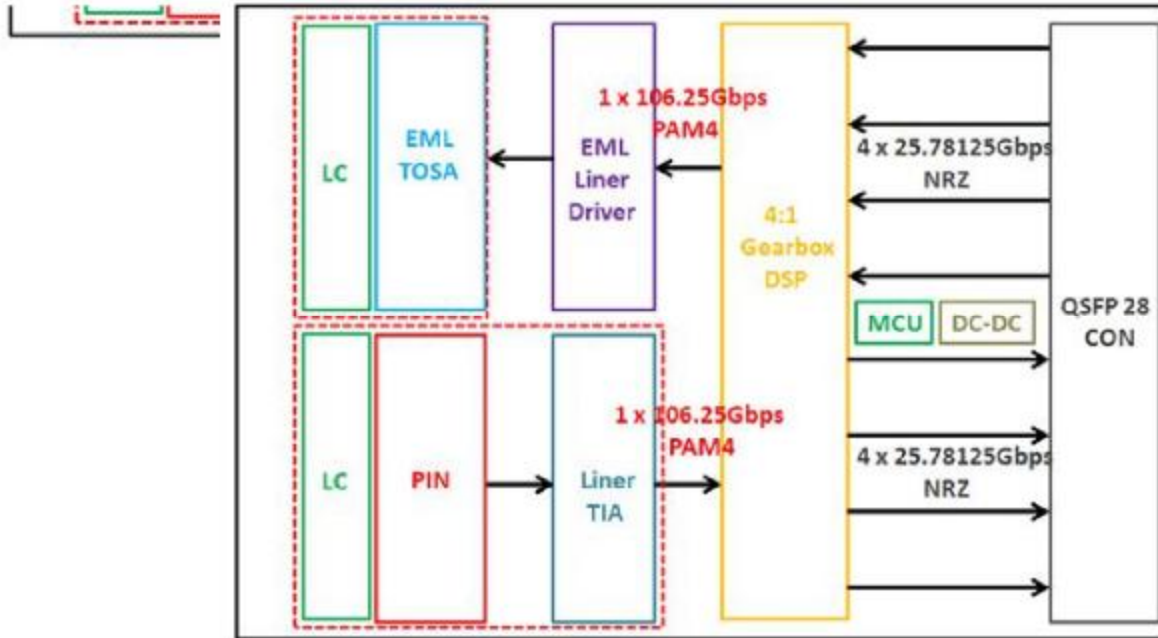 LC
EML
TOSA
EML
Liner
Driver
1 x 106.25Gbps
PAM4
4:1
Gearbox
DSP
4 x 25.78125Gbps
NRZ
MCU
DC-DC
QSFP 28
CON
LC
PIN
Liner
TIA
1 x 106.25Gbps
PAM4
4 x 25.78125Gbps
NRZ